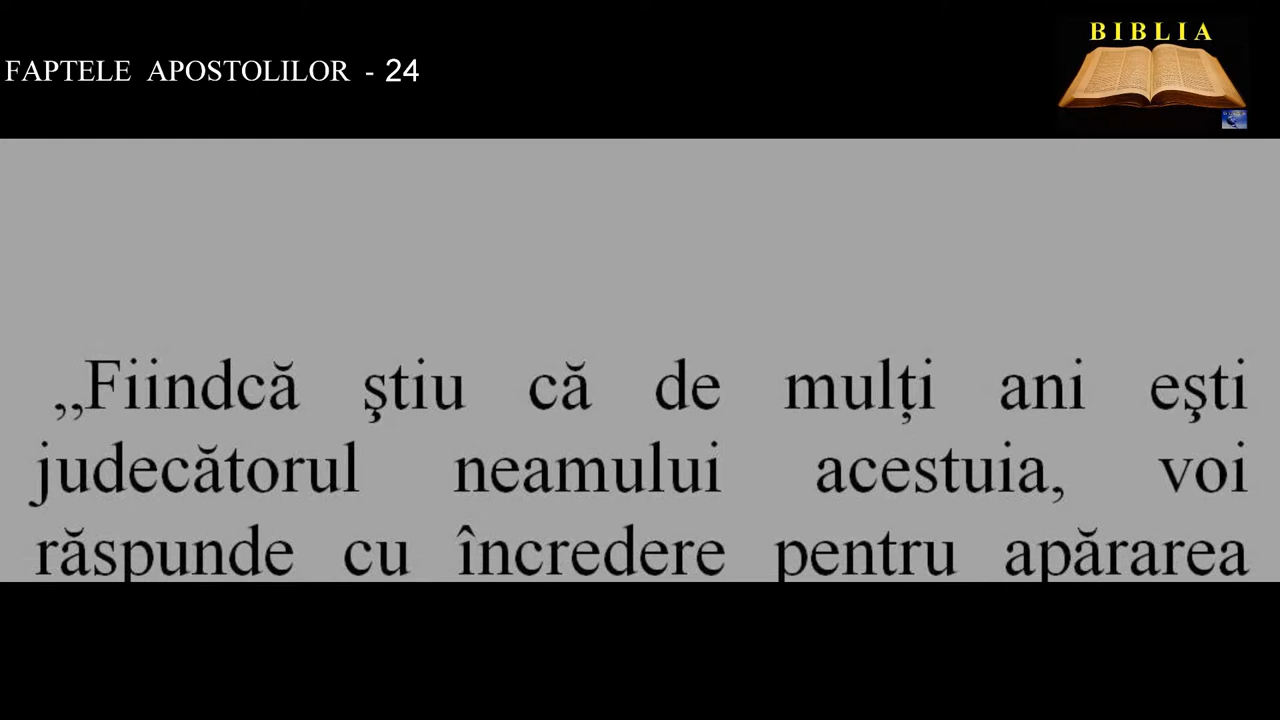 BIBLIA
FAPTELE APOSTOLILOR - 24
,,Fiindcă ştiu că de mulţi ani eşti
judecătorul neamului acestuia, voi
răspunde cu încredere pentru apărarea